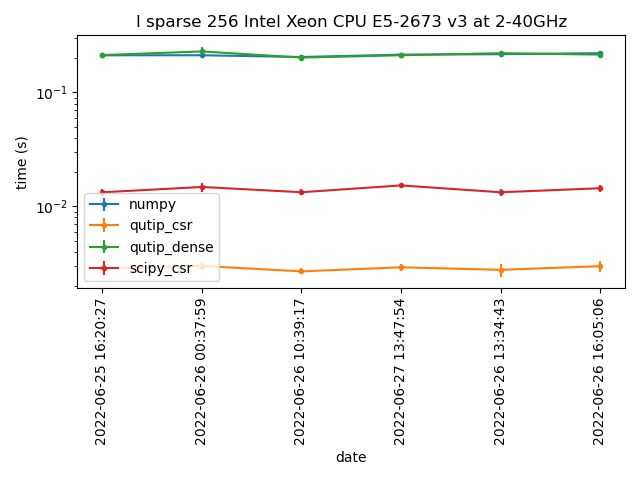 l sparse 256 Intel Xeon CPU E5-2673 v3 at 2-40GHz
time (s)
10⁻¹
10⁻²
numpy
qutip_csr
qutip_dense
scipy_csr
2022-06-25 16:20:27
2022-06-26 00:37:59
2022-06-26 10:39:17
2022-06-27 13:47:54
2022-06-26 13:34:43
2022-06-26 16:05:06
date